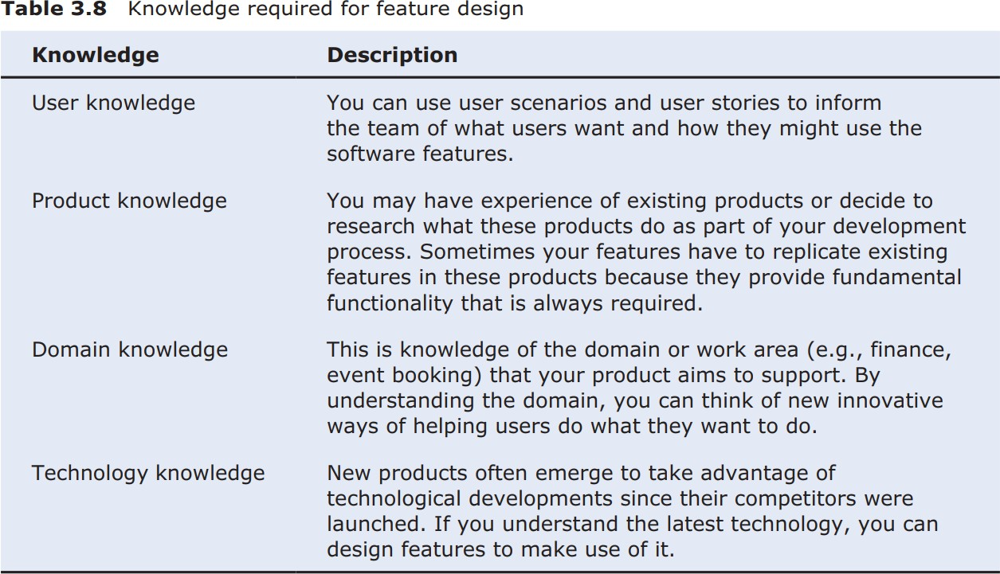 Table 3.8 Knowledge required for feature design
Knowledge Description
User knowledge You can use user scenarios and user stories to inform
the team of what users want and how they might use the
software features.
Product knowledge You may have experience of existing products or decide to
research what these products do as part of your development
process. Sometimes your features have to replicate existing
features in these products because they provide fundamental
functionality that is always required.
Domain knowledge This is knowledge of the domain or work area (e.g., finance,
event booking) that your product aims to support. By
understanding the domain, you can think of new innovative
ways of helping users do what they want to do.
Technology knowledge New products often emerge to take advantage of
technological developments since their competitors were
launched. If you understand the latest technology, you can
design features to make use of it.